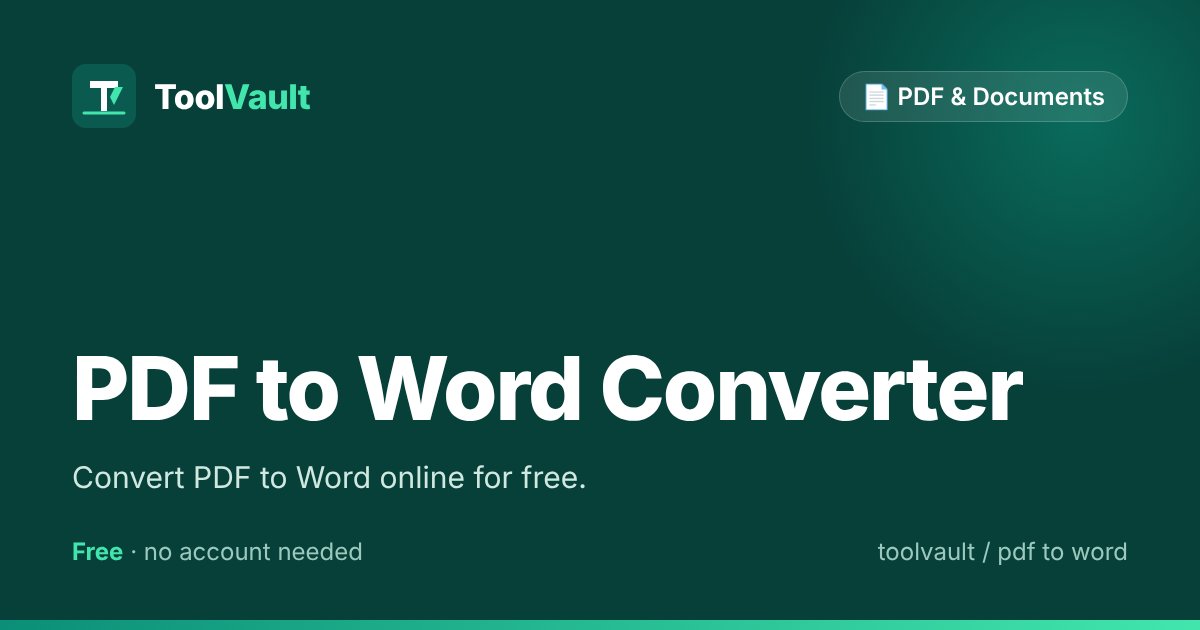 ToolVault
PDF & Documents
PDF to Word Converter
Convert PDF to Word online for free.
Free · no account needed
toolvault / pdf to word